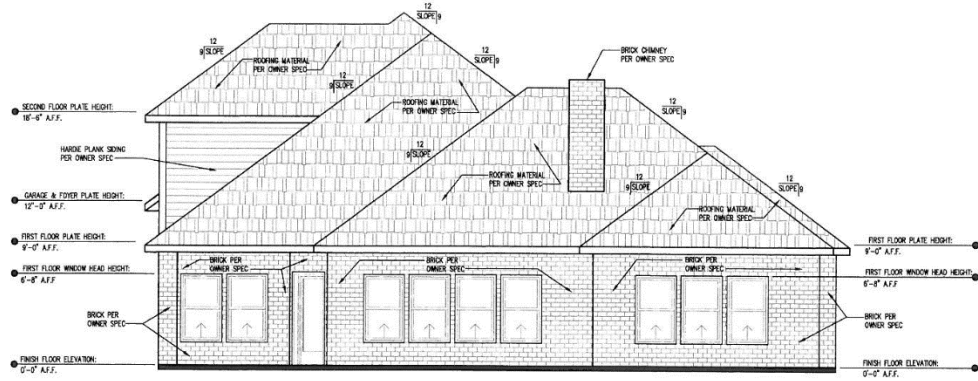 12
SLOPE 9
12
9 SLOPE
ROOFING MATERIAL
PER OWNER SPEC
12
SLOPE 9
BRICK CHIMNEY
PER OWNER SPEC
12
9 SLOPE
SECOND FLOOR PLATE HEIGHT:
18'-6" A.F.F.
ROOFING MATERIAL
PER OWNER SPEC
12
SLOPE 9
HARDIE PLANK SIDING
PER OWNER SPEC
12
9 SLOPE
ROOFING MATERIAL
PER OWNER SPEC
12
9 SLOPE
12
SLOPE 9
GARAGE & FOYER PLATE HEIGHT:
12'-0" A.F.F.
ROOFING MATERIAL
PER OWNER SPEC
FIRST FLOOR PLATE HEIGHT:
9'-0" A.F.F.
FIRST FLOOR PLATE HEIGHT:
9'-0" A.F.F.
BRICK PER
OWNER SPEC
BRICK PER
OWNER SPEC
BRICK PER
OWNER SPEC
FIRST FLOOR WINDOW HEAD HEIGHT:
6'-8" A.F.F
FIRST FLOOR WINDOW HEAD HEIGHT:
6'-8" A.F.F
BRICK PER
OWNER SPEC
BRICK PER
OWNER SPEC
FINISH FLOOR ELEVATION:
0'-0" A.F.F.
FINISH FLOOR ELEVATION:
0'-0" A.F.F.